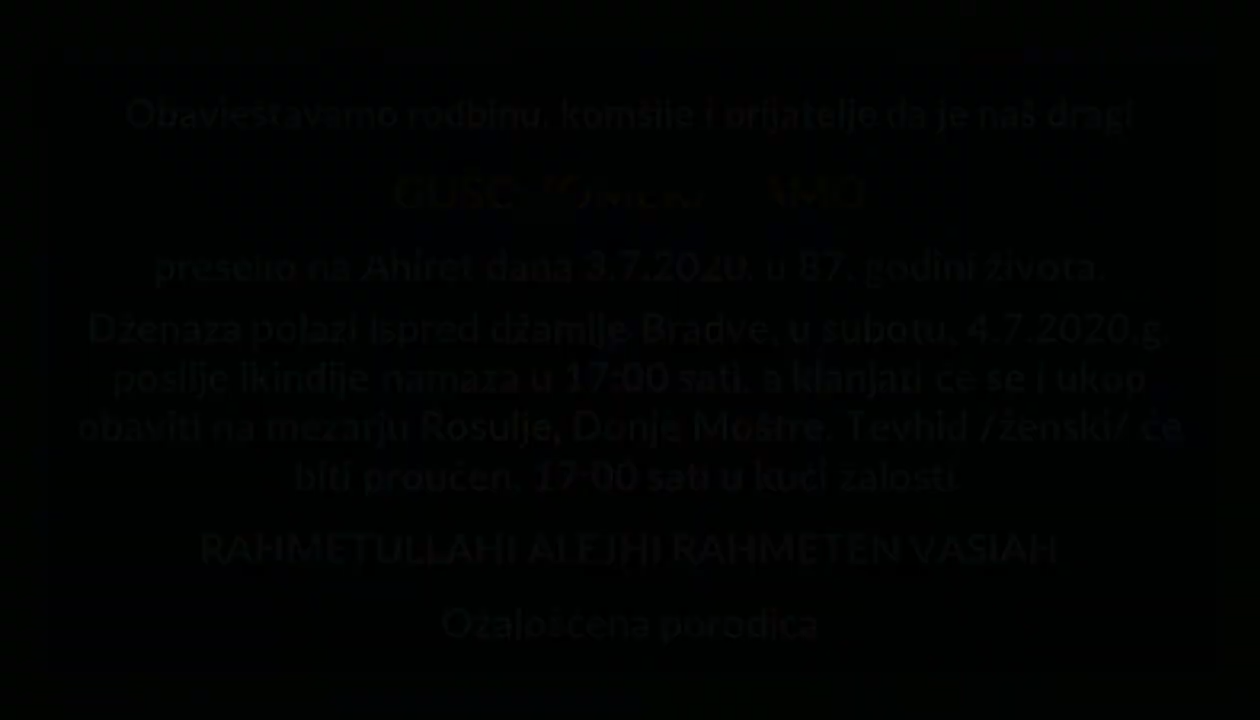 Obavještavamo rodbinu, komšije i prijatelje da je naš dragi
preselio na Ahiret dana 3.7.2020. u 87. godini života.
Dženaza polazi ispred džamije Bradve, u subotu, 4.7.2020.g.
poslije ikindije namaza u 17:00 sati, a klanjati će se i ukop
obaviti na mezarju Rosulje, Donje Moštre. Tevhid /ženski/ će
biti proučen, 17:00 sati u kući žalosti.
RAHMETULLAHI ALEJHI RAHMETEN VASIAH
Ožalošćena porodica